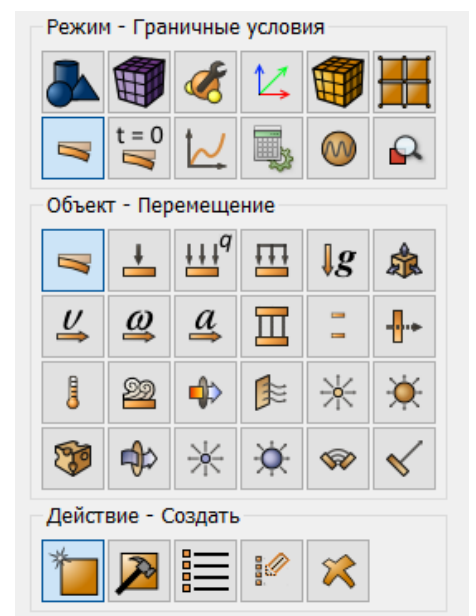 Режим - Граничные условия
t = 0
Объект - Перемещение
q
g
υ ω a
Действие - Создать